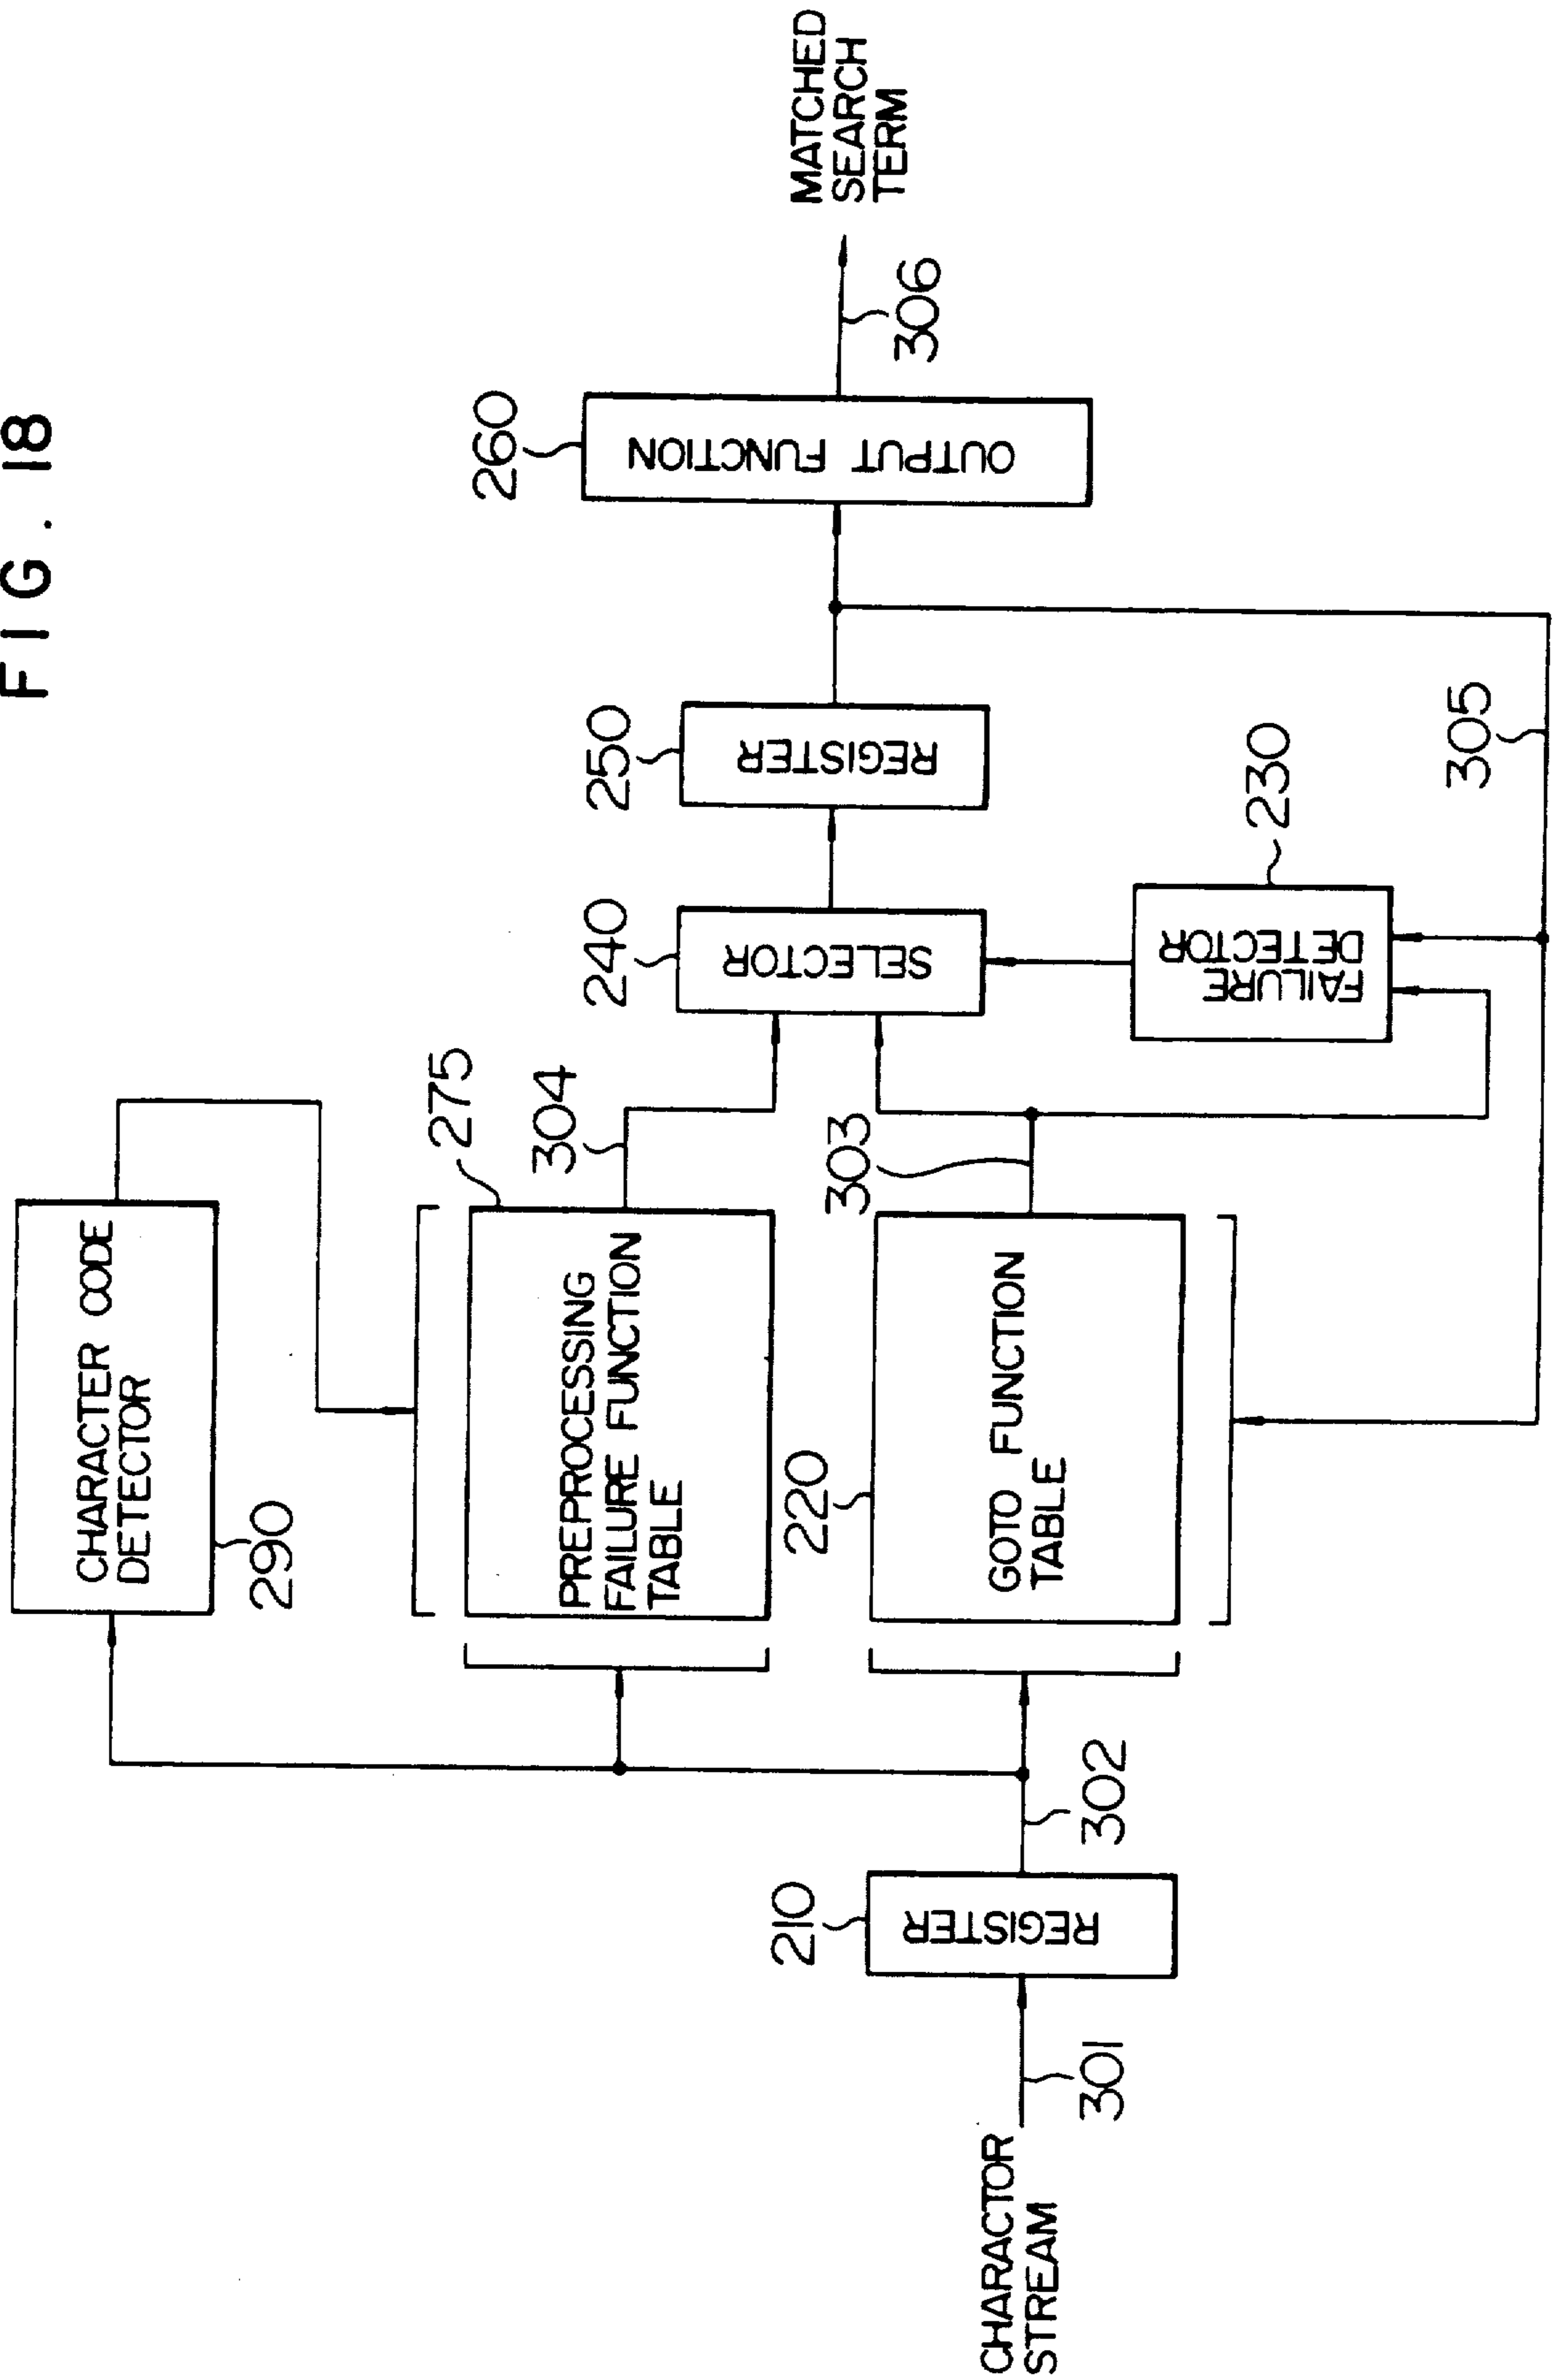 FIG. 18
CHARACTER CODE
DETECTOR
290
275
PREPROCESSING
FAILURE FUNCTION
TABLE
304
240
SELECTOR
250
REGISTER
260
OUTPUT FUNCTION
306
MATCHED
SEARCH
TERM
210
REGISTER
302
220
GOTO FUNCTION
TABLE
303
CHARACTOR
STREAM
301
FAILURE
DETECTOR
230
305